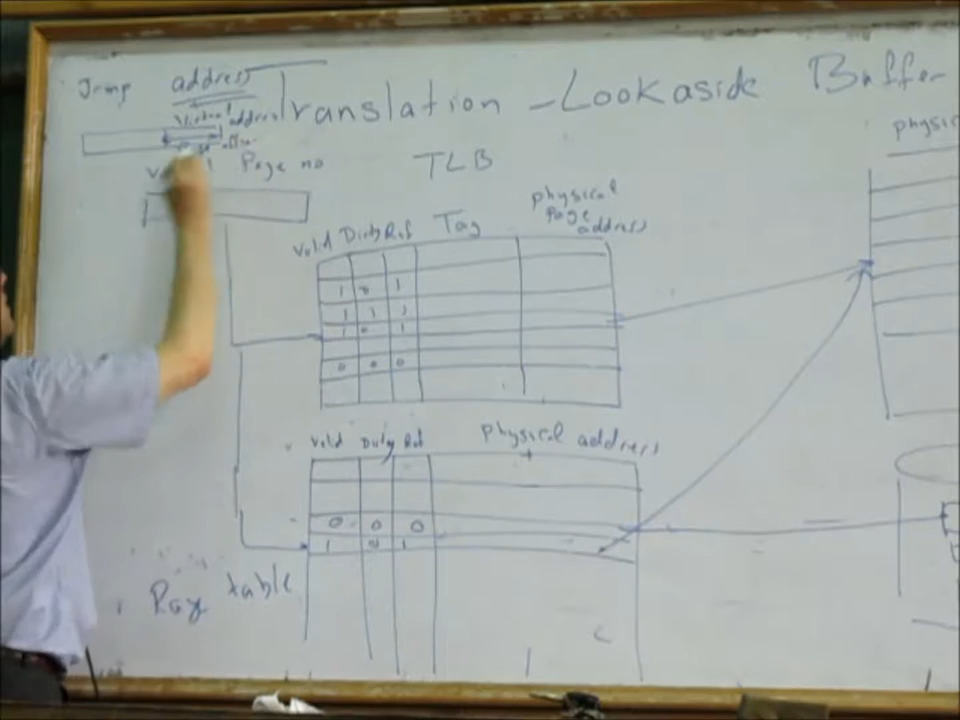 Jump address Translation - Lookaside Buffer
Virtual address
Page no
TLB
physical
page
address
Valid Dirty Ref Tag
1 0 1
1 1 1
1 0 1
0 0 0
Valid Dirty Ref physical address
0 0 0
1 0 1
Page table